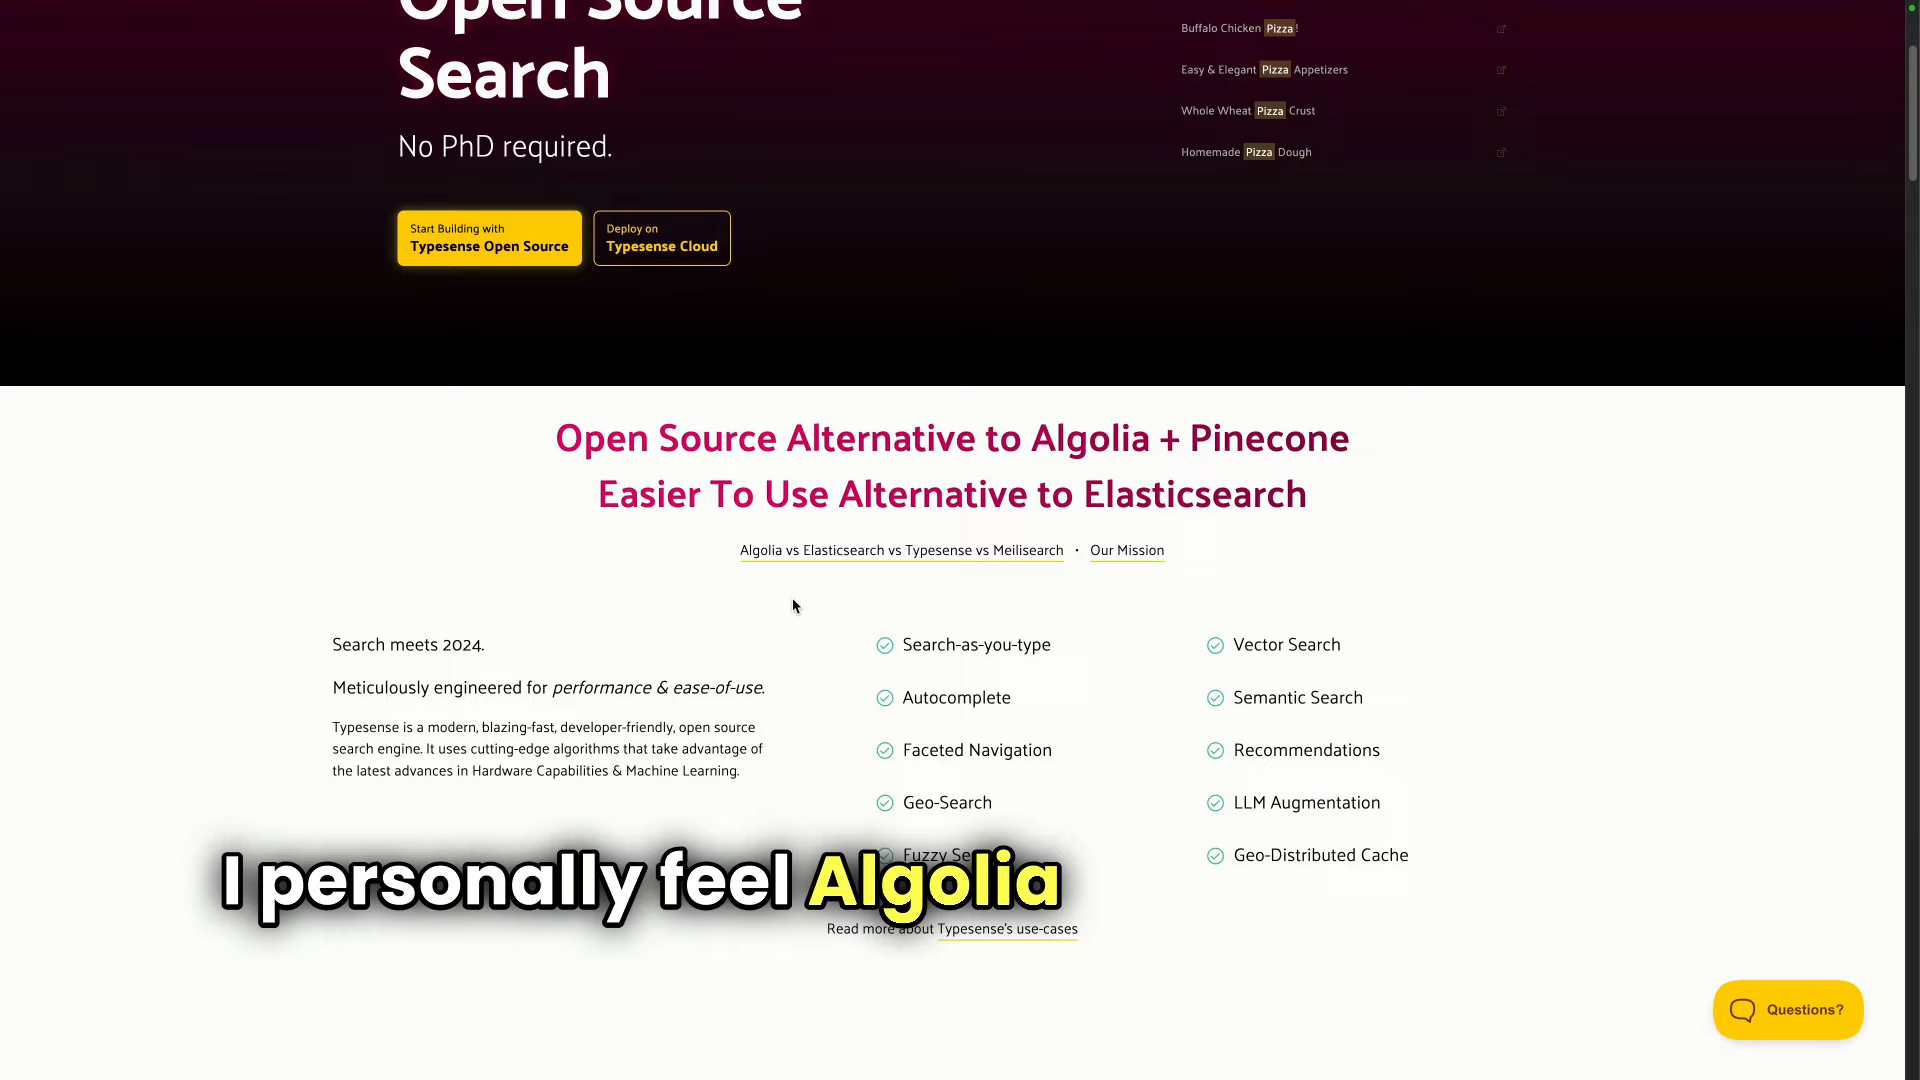 Open Source
Search
No PhD required.
Start Building with
Typesense Open Source
Deploy on
Typesense Cloud
Buffalo Chicken Pizza!
Easy & Elegant Pizza Appetizers
Whole Wheat Pizza Crust
Homemade Pizza Dough
Open Source Alternative to Algolia + Pinecone
Easier To Use Alternative to Elasticsearch
Algolia vs Elasticsearch vs Typesense vs Meilisearch • Our Mission
Search meets 2024.
Meticulously engineered for performance & ease-of-use.
Typesense is a modern, blazing-fast, developer-friendly, open source
search engine. It uses cutting-edge algorithms that take advantage of
the latest advances in Hardware Capabilities & Machine Learning.
Search-as-you-type
Autocomplete
Faceted Navigation
Geo-Search
Fuzzy
Vector Search
Semantic Search
Recommendations
LLM Augmentation
Geo-Distributed Cache
I personally feel Algolia
Read more about Typesense's use-cases
Questions?